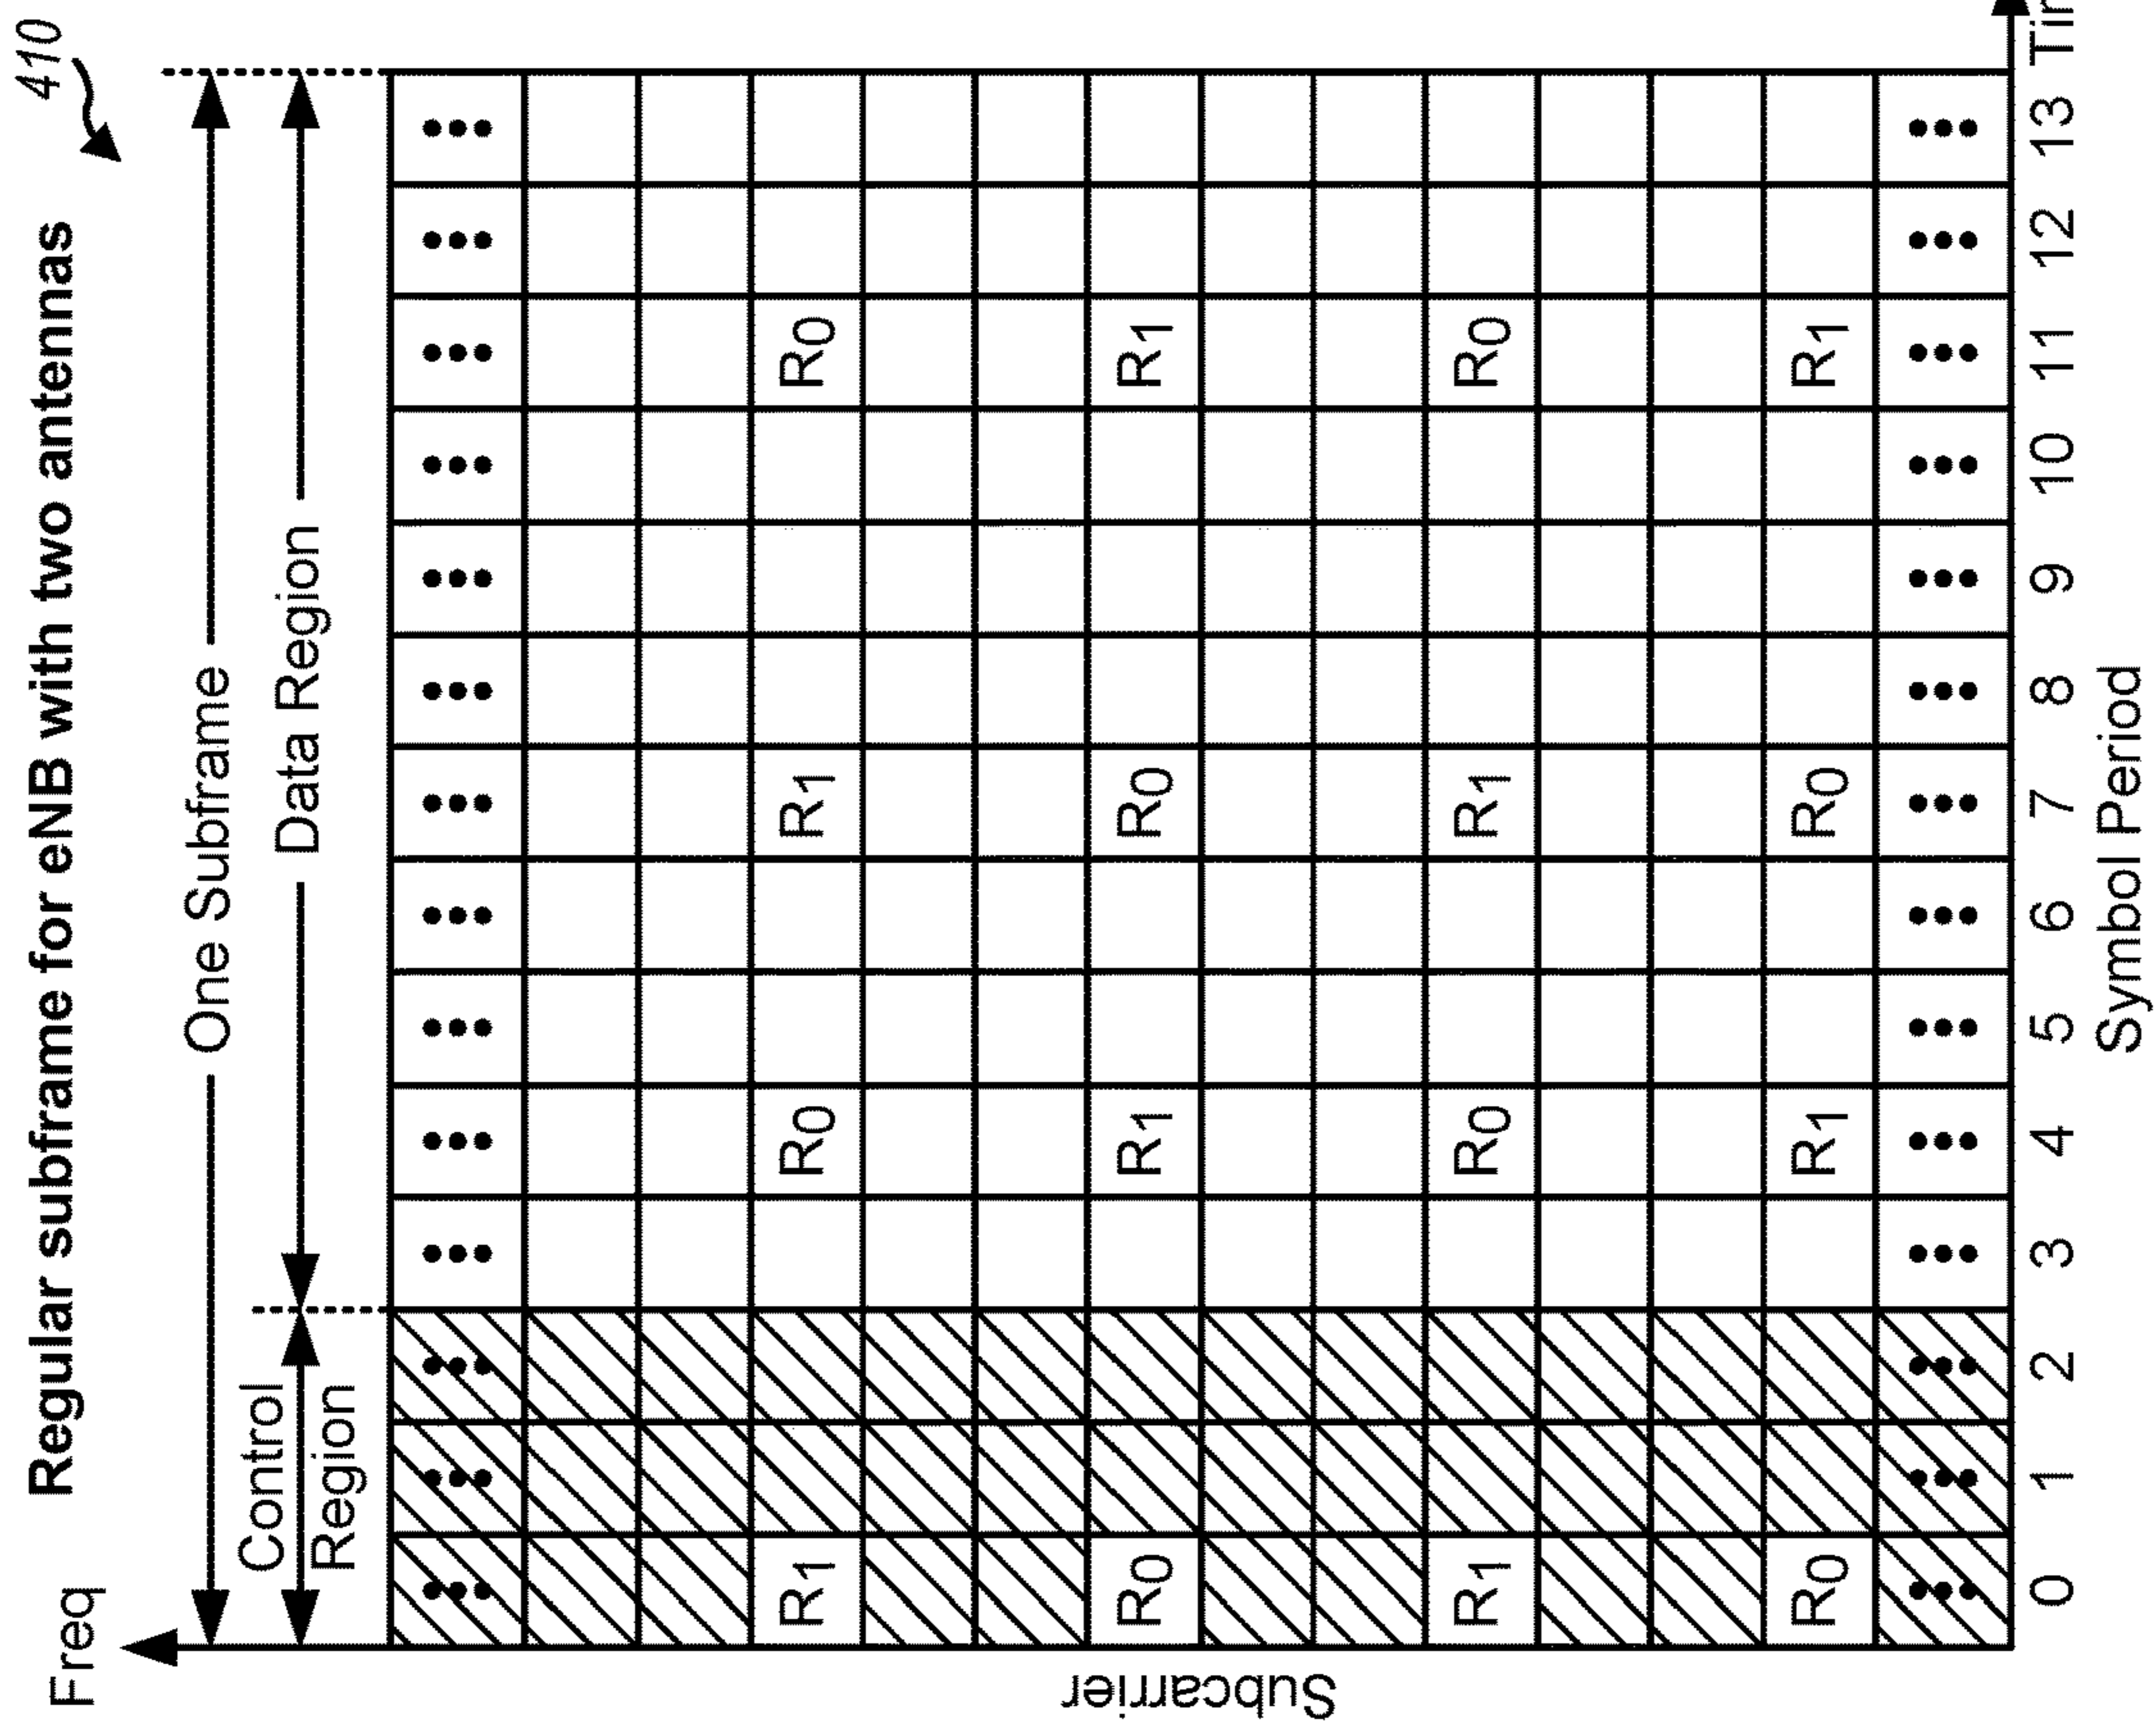 Regular subframe for eNB with two antennas
410
Freq
One Subframe
Control
Region
Data Region
Subcarrier
R1 R0 R1 R0
R0 R1 R0 R1
R1 R0 R1 R0
R0 R1 R0 R1
0 1 2 3 4 5 6 7 8 9 10 11 12 13
Symbol Period